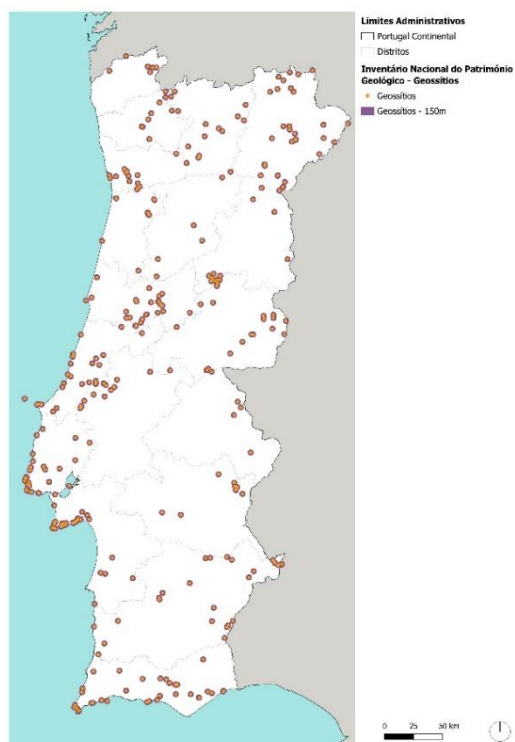 Limites Administrativos
Portugal Continental
Distritos
Inventário Nacional do Património
Geológico - Geossítios
Geossítios
Geossítios - 150m
0 25 50 km